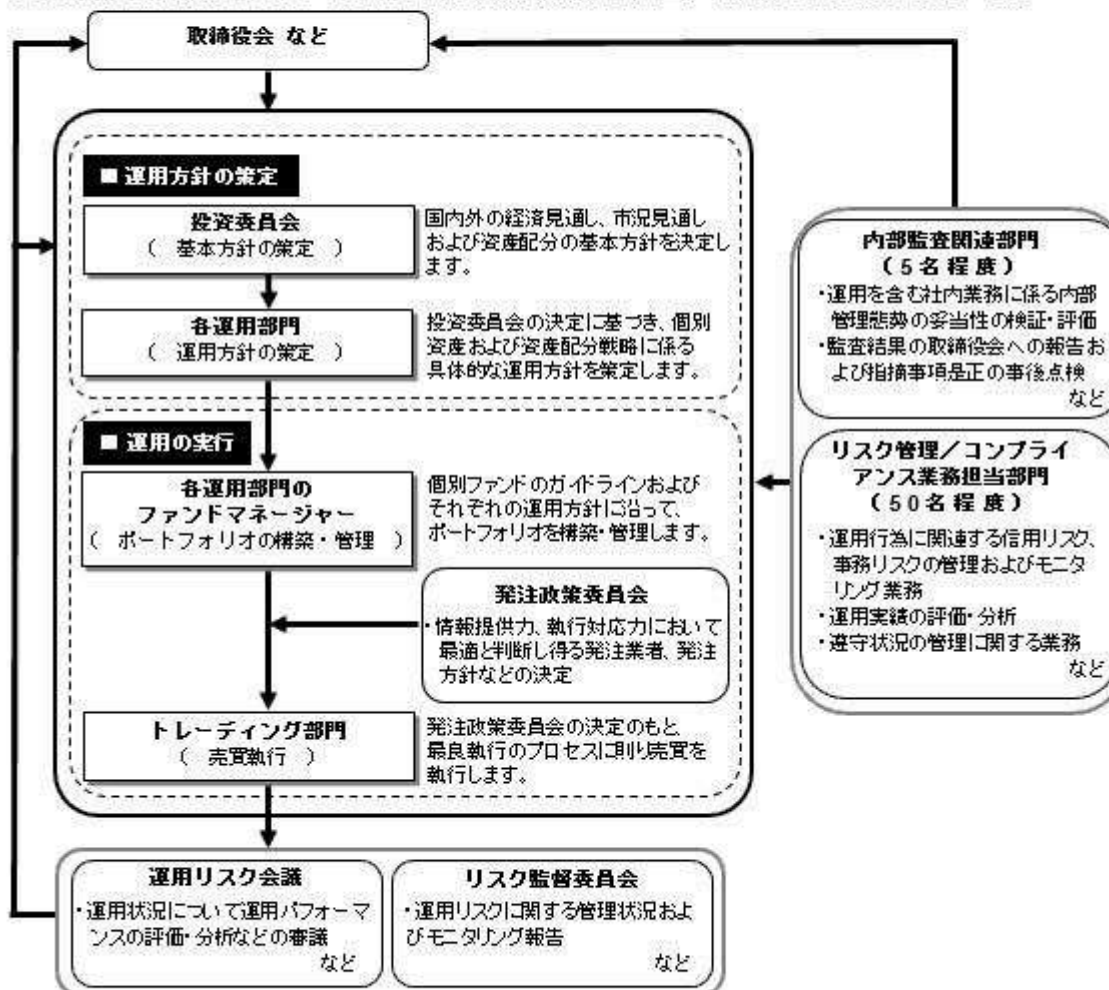 取締役会 など
■ 運用方針の策定
投資委員会
( 基本方針の策定 )
国内外の経済見通し、市況見通し
および資産配分の基本方針を決定し
ます。
各運用部門
( 運用方針の策定 )
投資委員会の決定に基づき、個別
資産および資産配分戦略に係る
具体的な運用方針を策定します。
■ 運用の実行
各運用部門の
ファンドマネージャー
( ポートフォリオの構築・管理 )
個別ファンドのガイドラインおよび
それぞれの運用方針に沿って、
ポートフォリオを構築・管理します。
発注政策委員会
・情報提供力、執行対応力において
最適と判断し得る発注業者、発注
方針などの決定
トレーディング部門
( 売買執行 )
発注政策委員会の決定のもと
最良執行のプロセスに則り売買を
執行します。
内部監査関連部門
(5名程度)
・運用を含む社内業務に係る内部
管理態勢の妥当性の検証・評価
・監査結果の取締役会への報告お
よび指摘事項是正の事後点検
など
リスク管理/コンプライ
アンス業務担当部門
(50名程度)
・運用行為に関連する信用リスク、
事務リスクの管理およびモニタ
リング業務
・運用実績の評価・分析
・遵守状況の管理に関する業務
など
運用リスク会議
・運用状況について運用パフォーマ
ンスの評価・分析などの審議
など
リスク監督委員会
・運用リスクに関する管理状況およ
びモニタリング報告
など